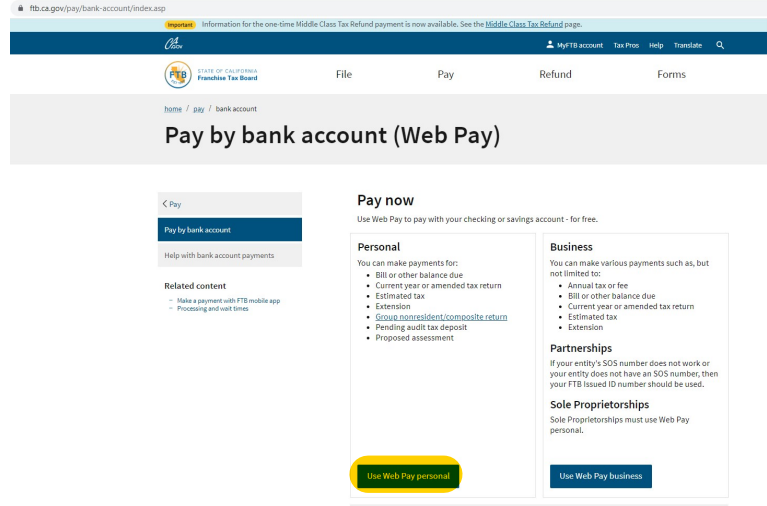 ftb.ca.gov/pay/bank-account/index.asp
Important Information for the one-time Middle Class Tax Refund payment is now available. See the Middle Class Tax Refund page.
CA.GOV
MyFTB account Tax Pros Help Translate
FTB STATE OF CALIFORNIA
Franchise Tax Board
File Pay Refund Forms
home / pay / bank account
Pay by bank account (Web Pay)
< Pay
Pay by bank account
Help with bank account payments
Related content
– Make a payment with FTB mobile app
– Processing and wait times
Pay now
Use Web Pay to pay with your checking or savings account - for free.
Personal
You can make payments for:
• Bill or other balance due
• Current year or amended tax return
• Estimated tax
• Extension
• Group nonresident/composite return
• Pending audit tax deposit
• Proposed assessment
Use Web Pay personal
Business
You can make various payments such as, but
not limited to:
• Annual tax or fee
• Bill or other balance due
• Current year or amended tax return
• Estimated tax
• Extension
Partnerships
If your entity's SOS number does not work or
your entity does not have an SOS number, then
your FTB Issued ID number should be used.
Sole Proprietorships
Sole Proprietorships must use Web Pay
personal.
Use Web Pay business